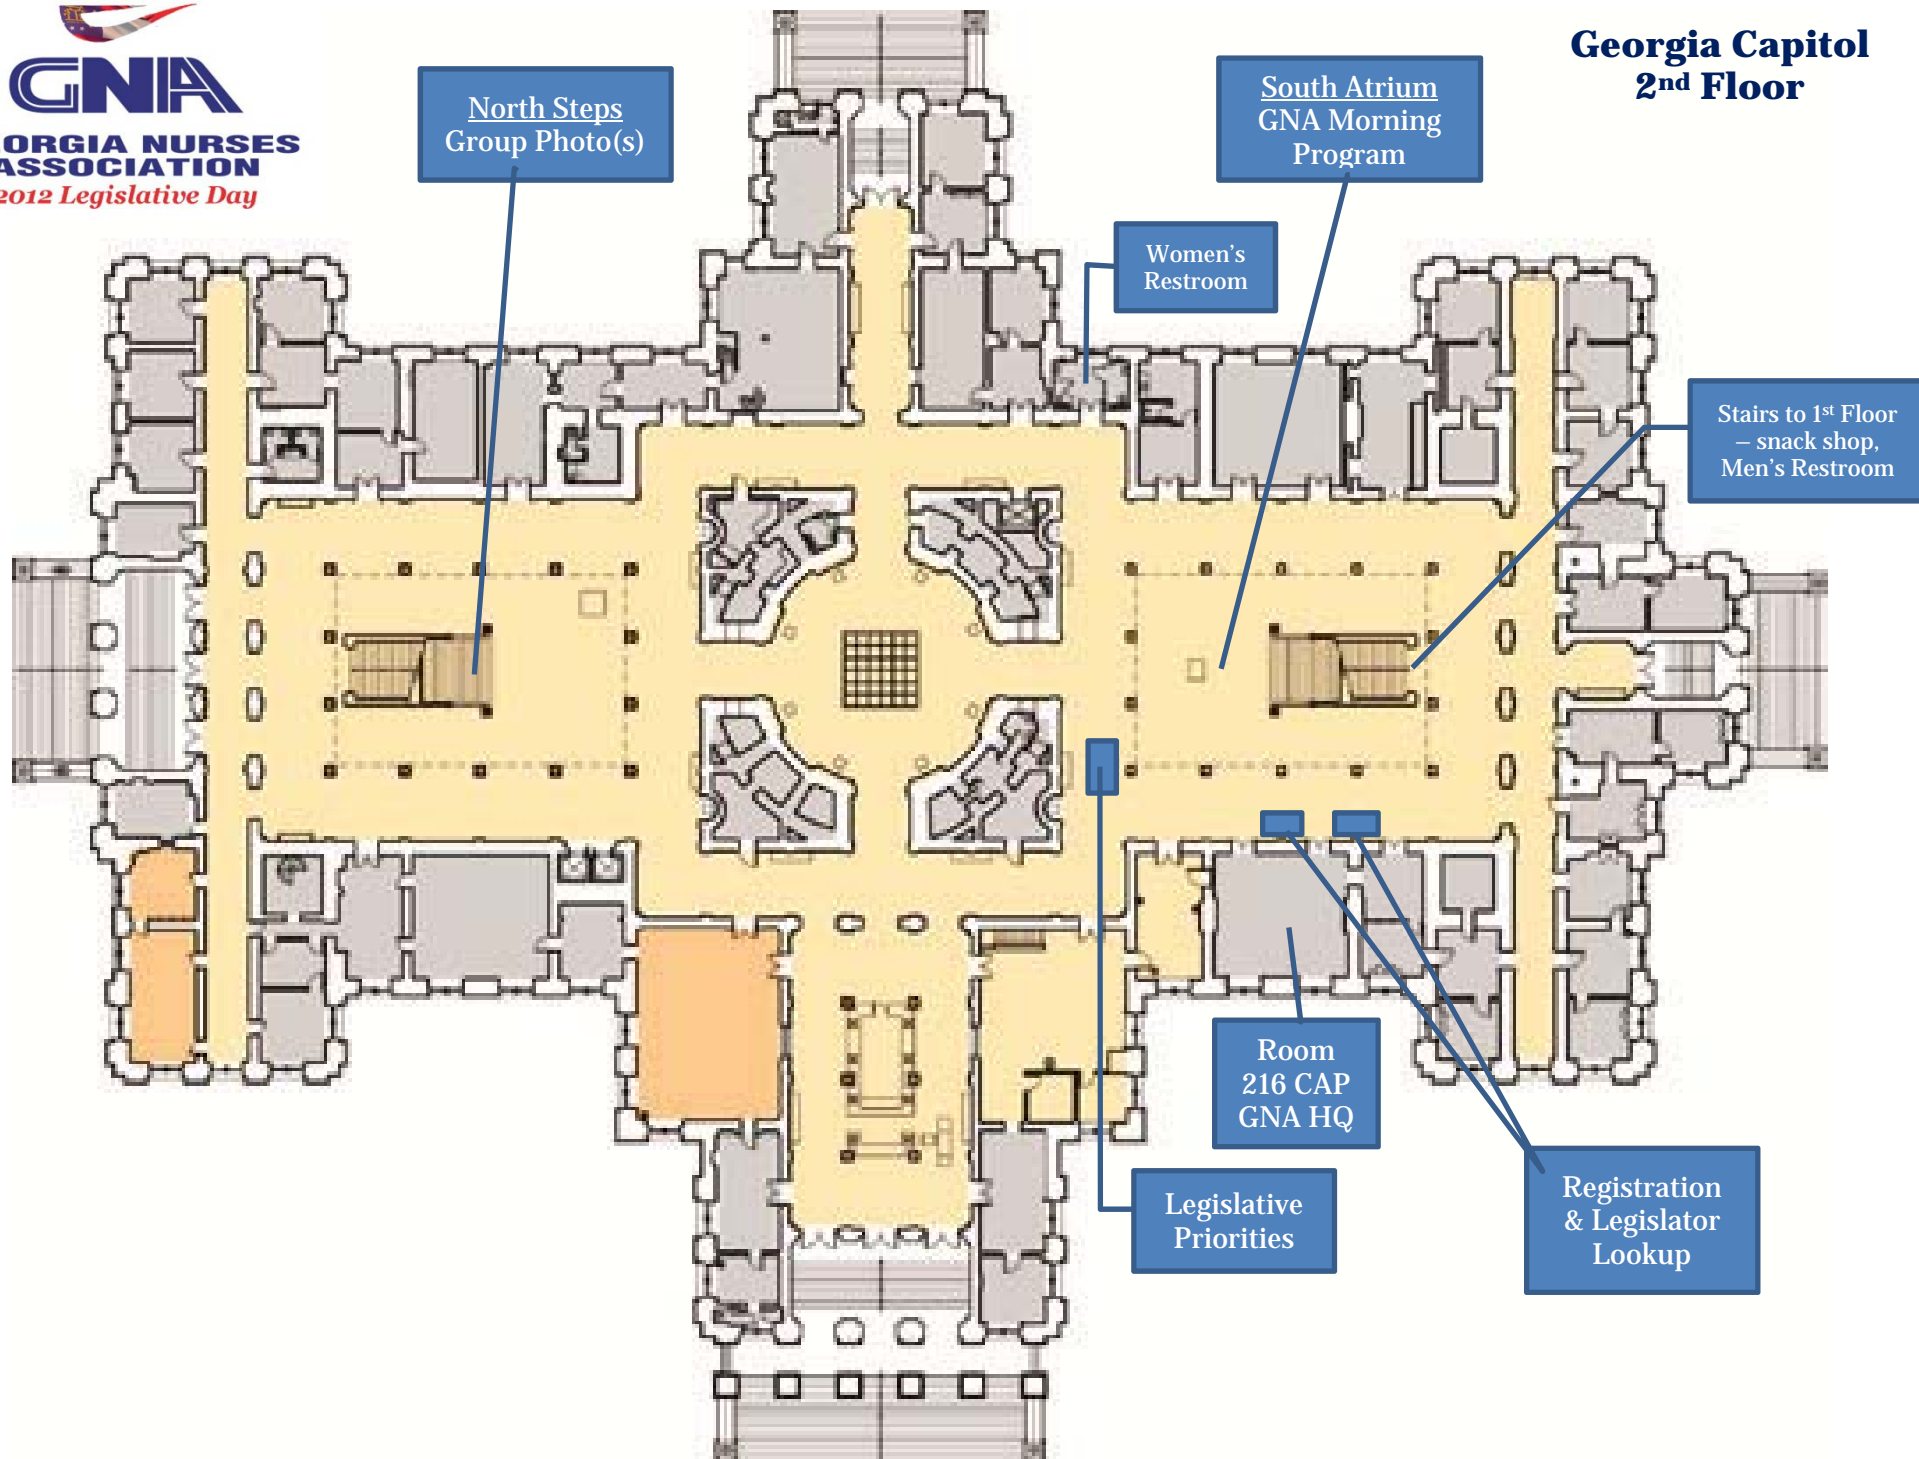 GNA
ORGIA NURSES
ASSOCIATION
2012 Legislative Day
North Steps
Group Photo(s)
South Atrium
GNA Morning
Program
Georgia Capitol
2nd Floor
Women's
Restroom
Stairs to 1st Floor
– snack shop,
Men's Restroom
Room
216 CAP
GNA HQ
Legislative
Priorities
Registration
& Legislator
Lookup